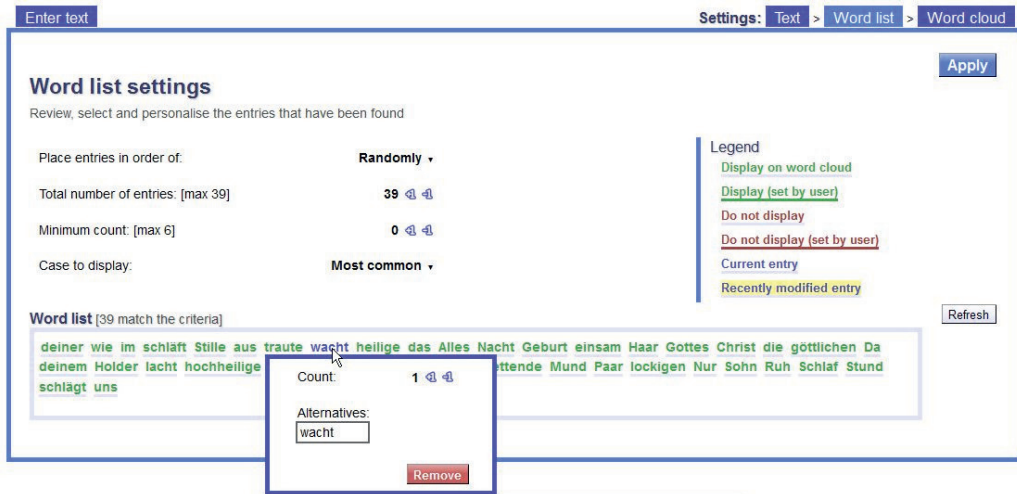 Enter text
Settings: Text > Word list > Word cloud
Apply
Word list settings
Review, select and personalise the entries that have been found
Place entries in order of: Randomly
Total number of entries: [max 39] 39
Minimum count: [max 6] 0
Case to display: Most common
Legend
Display on word cloud
Display (set by user)
Do not display
Do not display (set by user)
Current entry
Recently modified entry
Word list [39 match the criteria]
Refresh
deiner wie im schläft Stille aus traute wacht heilige das Alles Nacht Geburt einsam Haar Gottes Christ die göttlichen Da
deinem Holder lacht hochheilige Mund Paar lockigen Nur Sohn Ruh Schlaf Stund
schlägt uns
Count: 1
Alternatives:
wacht
Remove